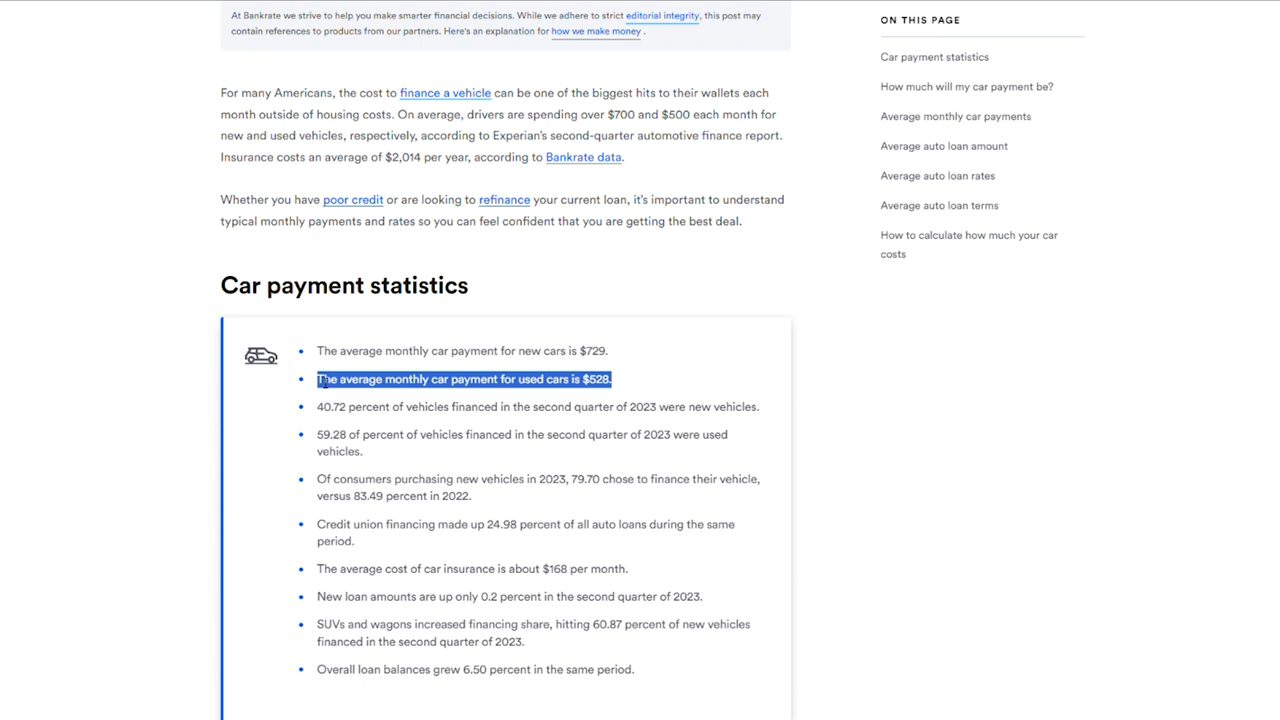 At Bankrate we strive to help you make smarter financial decisions. While we adhere to strict editorial integrity, this post may
contain references to products from our partners. Here's an explanation for how we make money .
For many Americans, the cost to finance a vehicle can be one of the biggest hits to their wallets each
month outside of housing costs. On average, drivers are spending over $700 and $500 each month for
new and used vehicles, respectively, according to Experian's second-quarter automotive finance report.
Insurance costs an average of $2,014 per year, according to Bankrate data.
Whether you have poor credit or are looking to refinance your current loan, it's important to understand
typical monthly payments and rates so you can feel confident that you are getting the best deal.
Car payment statistics
• The average monthly car payment for new cars is $729.
• The average monthly car payment for used cars is $528.
• 40.72 percent of vehicles financed in the second quarter of 2023 were new vehicles.
• 59.28 of percent of vehicles financed in the second quarter of 2023 were used
vehicles.
• Of consumers purchasing new vehicles in 2023, 79.70 chose to finance their vehicle,
versus 83.49 percent in 2022.
• Credit union financing made up 24.98 percent of all auto loans during the same
period.
• The average cost of car insurance is about $168 per month.
• New loan amounts are up only 0.2 percent in the second quarter of 2023.
• SUVs and wagons increased financing share, hitting 60.87 percent of new vehicles
financed in the second quarter of 2023.
• Overall loan balances grew 6.50 percent in the same period.
ON THIS PAGE
Car payment statistics
How much will my car payment be?
Average monthly car payments
Average auto loan amount
Average auto loan rates
Average auto loan terms
How to calculate how much your car
costs